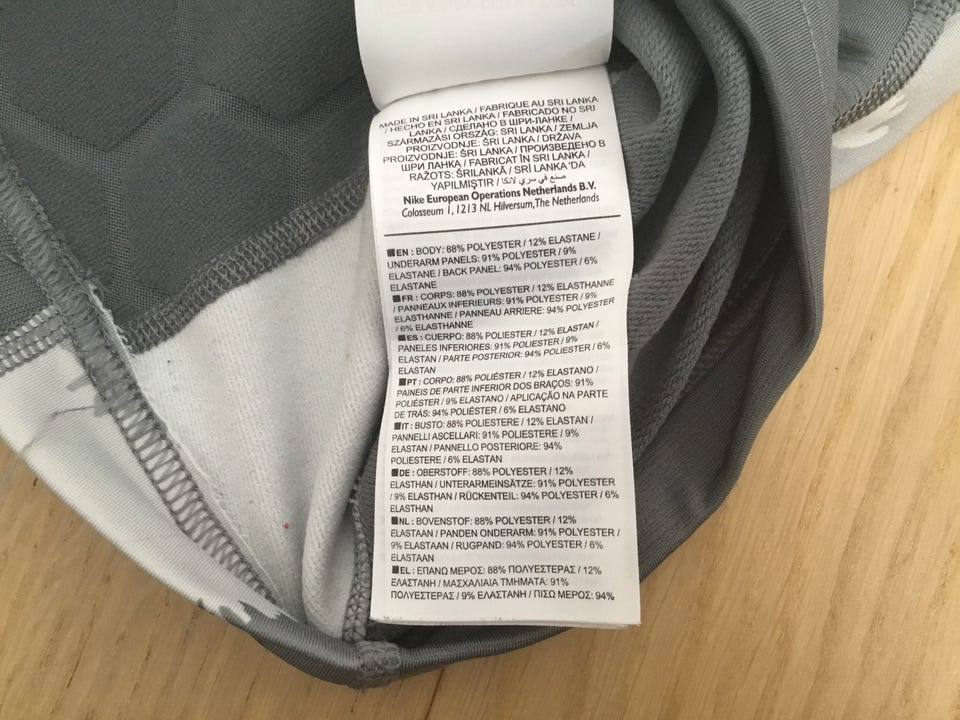 MADE IN SRI LANKA / FABRIQUE AU SRI LANKA
/ HECHO EN SRI LANKA / FABRICADO NO SRI
LANKA / СДЕЛАНО В ШРИ-ЛАНКЕ /
SZÁRMAZÁSI ORSZÁG: SRI LANKA / ZEMLJA
PROIZVODNJE: ŠRI LANKA / DRŽAVA
PROIZVODNJE: ŠRI LANKA / ПРОИЗВЕДЕНО В
ШРИ ЛАНКА / FABRICAT ÎN SRI LANKA /
RAŽOTS: ŠRILANKĀ / SRİ LANKA 'DA
YAPILMIŞTIR / صنع في سري لانكا
Nike European Operations Netherlands B.V.
Colosseum 1, 1213 NL Hilversum, The Netherlands
EN : BODY: 88% POLYESTER / 12% ELASTANE /
UNDERARM PANELS: 91% POLYESTER / 9%
ELASTANE / BACK PANEL: 94% POLYESTER / 6%
ELASTANE
FR : CORPS: 88% POLYESTER / 12% ELASTHANNE
/ PANNEAUX INFERIEURS: 91% POLYESTER / 9%
ELASTHANNE / PANNEAU ARRIERE: 94% POLYESTER
/ 6% ELASTHANNE
ES : CUERPO: 88% POLIESTER / 12% ELASTAN /
PANELES INFERIORES: 91% POLIESTER / 9%
ELASTAN / PARTE POSTERIOR: 94% POLIESTER / 6%
ELASTAN
PT : CORPO: 88% POLIÉSTER / 12% ELASTANO /
PAINEIS DE PARTE INFERIOR DOS BRAÇOS: 91%
POLIÉSTER / 9% ELASTANO / APLICAÇÃO NA PARTE
DE TRÁS: 94% POLIÉSTER / 6% ELASTANO
IT : BUSTO: 88% POLIESTERE / 12% ELASTAN /
PANNELLI ASCELLARI: 91% POLIESTERE / 9%
ELASTAN / PANNELLO POSTERIORE: 94%
POLIESTERE / 6% ELASTAN
DE : OBERSTOFF: 88% POLYESTER / 12%
ELASTHAN / UNTERARMEINSÄTZE: 91% POLYESTER
/ 9% ELASTHAN / RÜCKENTEIL: 94% POLYESTER / 6%
ELASTHAN
NL : BOVENSTOF: 88% POLYESTER / 12%
ELASTAAN / PANDEN ONDERARM: 91% POLYESTER /
9% ELASTAAN / RUGPAND: 94% POLYESTER / 6%
ELASTAAN
EL : ΕΠΑΝΩ ΜΕΡΟΣ: 88% ΠΟΛΥΕΣΤΕΡΑΣ / 12%
ΕΛΑΣΤΑΝΗ / ΜΑΣΧΑΛΙΑΙΑ ΤΜΗΜΑΤΑ: 91%
ΠΟΛΥΕΣΤΕΡΑΣ / 9% ΕΛΑΣΤΑΝΗ / ΠΙΣΩ ΜΕΡΟΣ: 94%